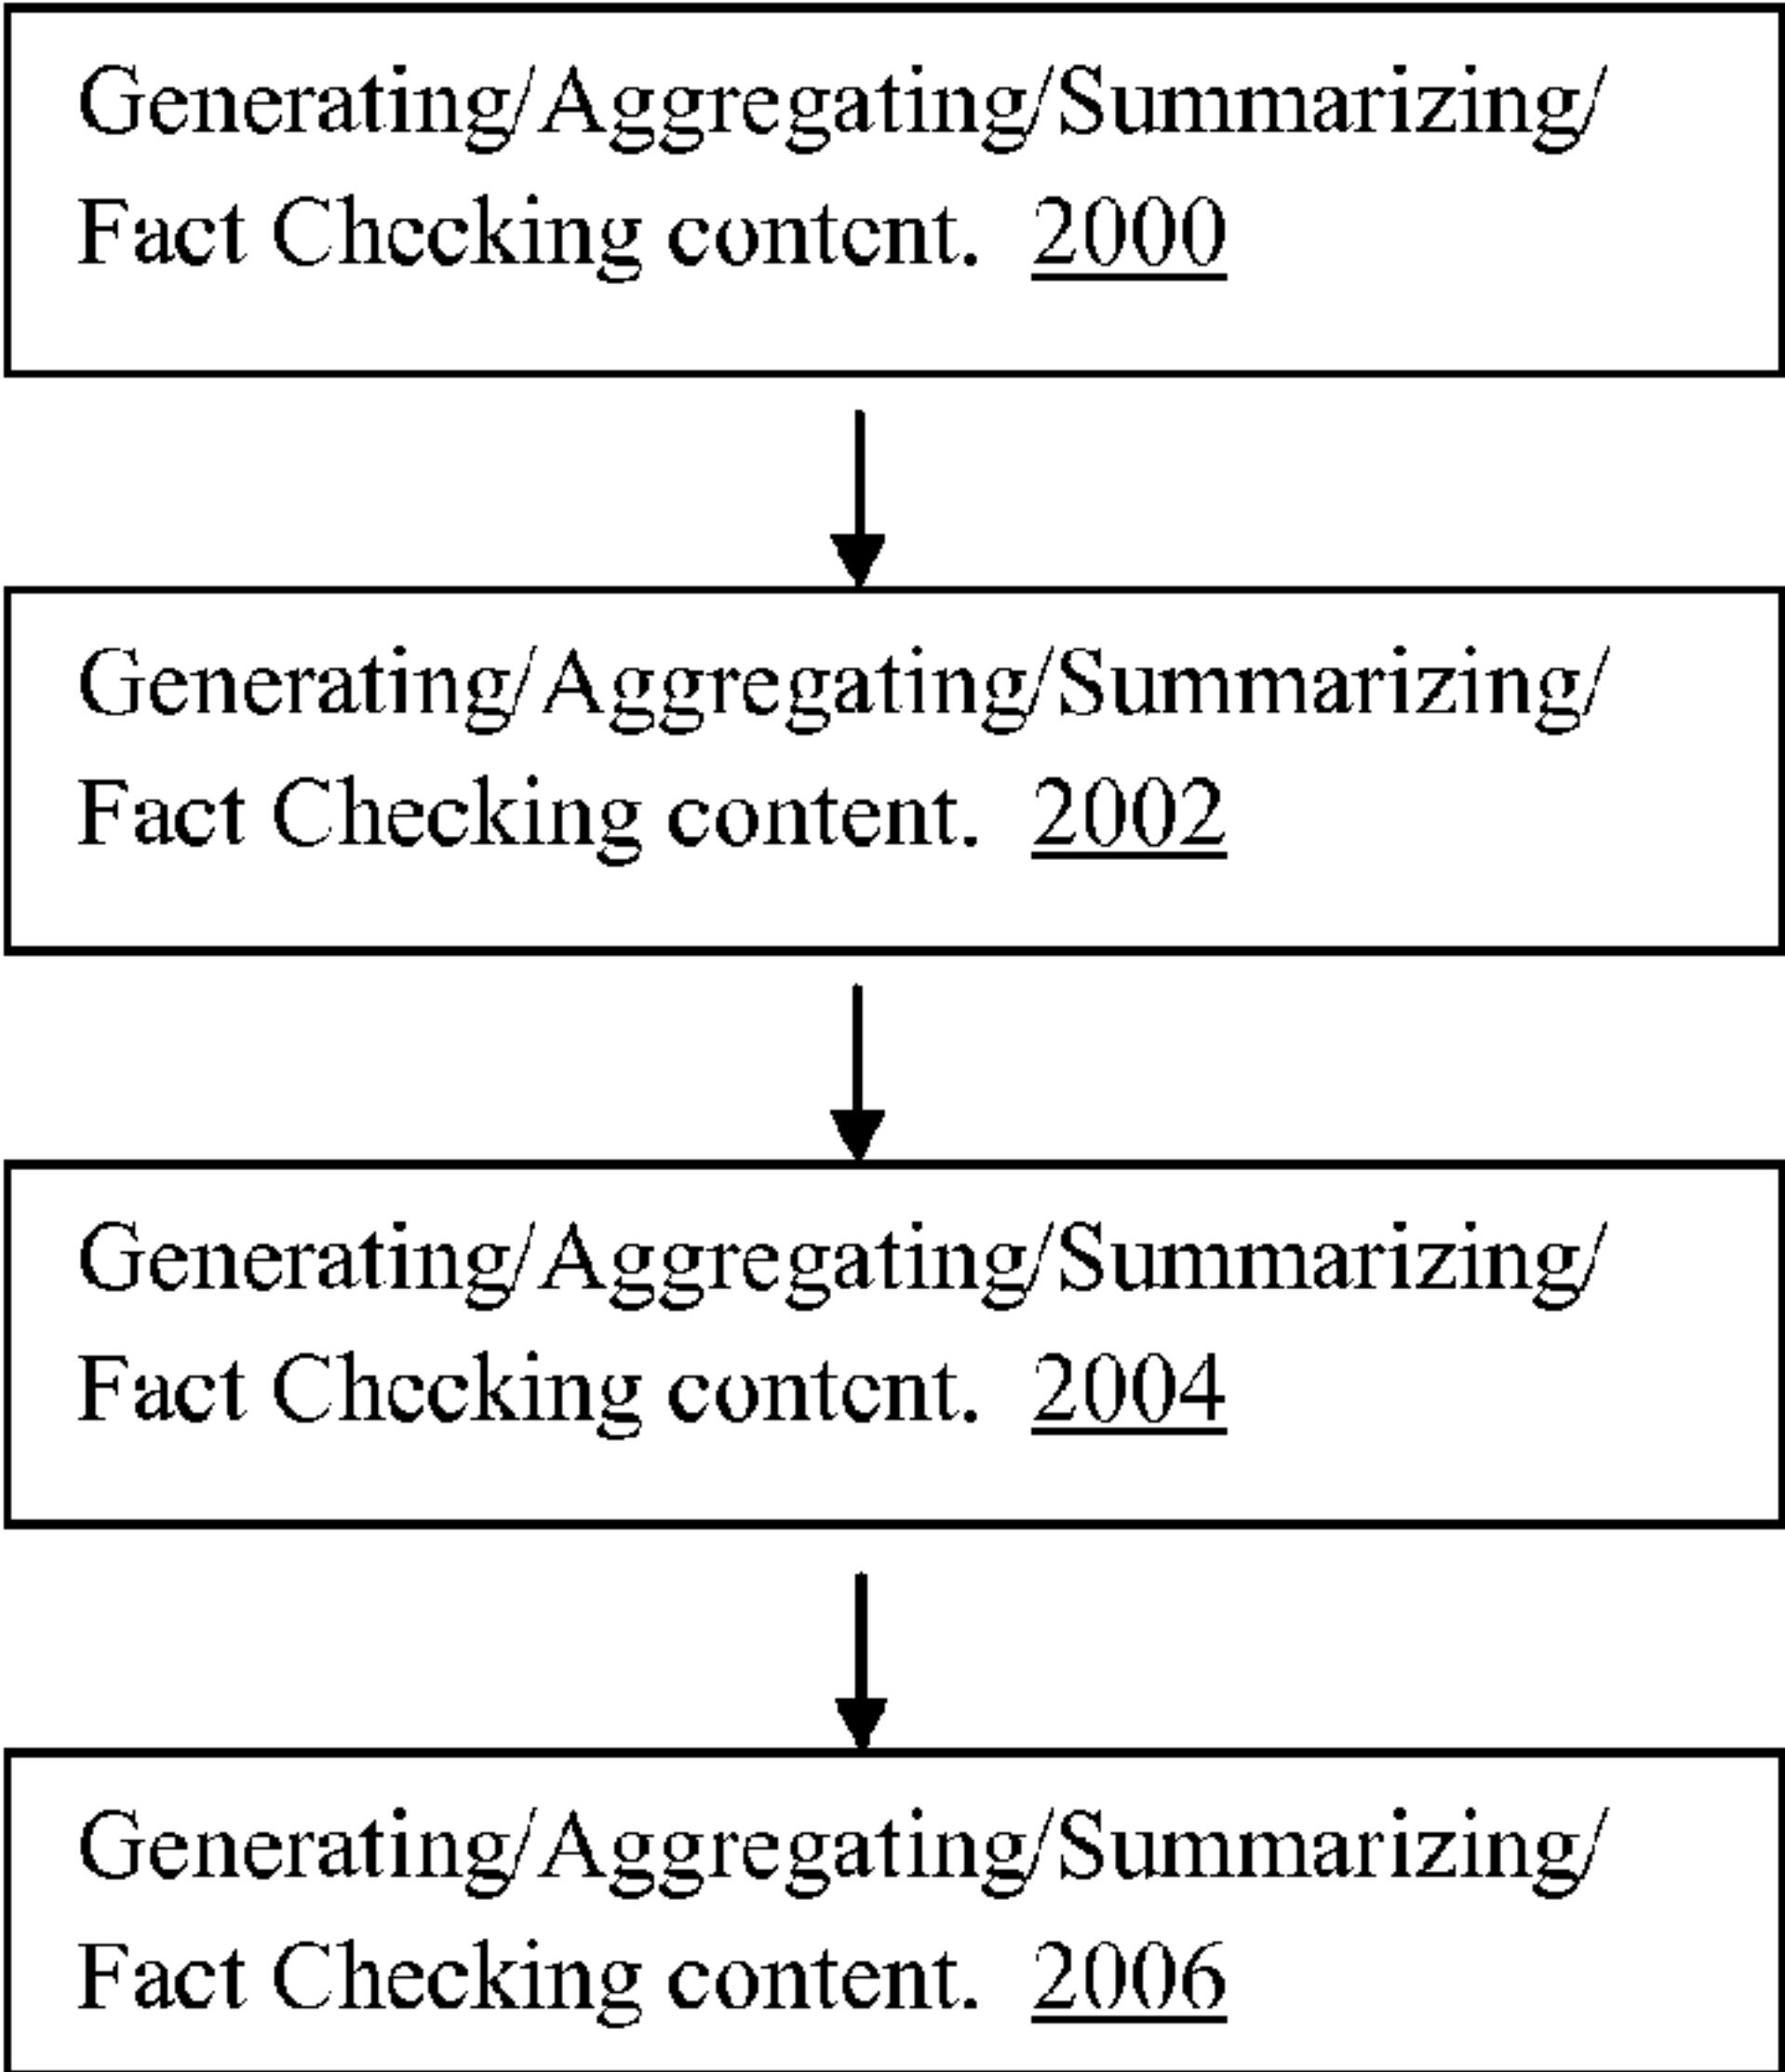 Generating/Aggregating/Summarizing/
Fact Checking content. 2000
Generating/Aggregating/Summarizing/
Fact Checking content. 2002
Generating/Aggregating/Summarizing/
Fact Checking content. 2004
Generating/Aggregating/Summarizing/
Fact Checking content. 2006